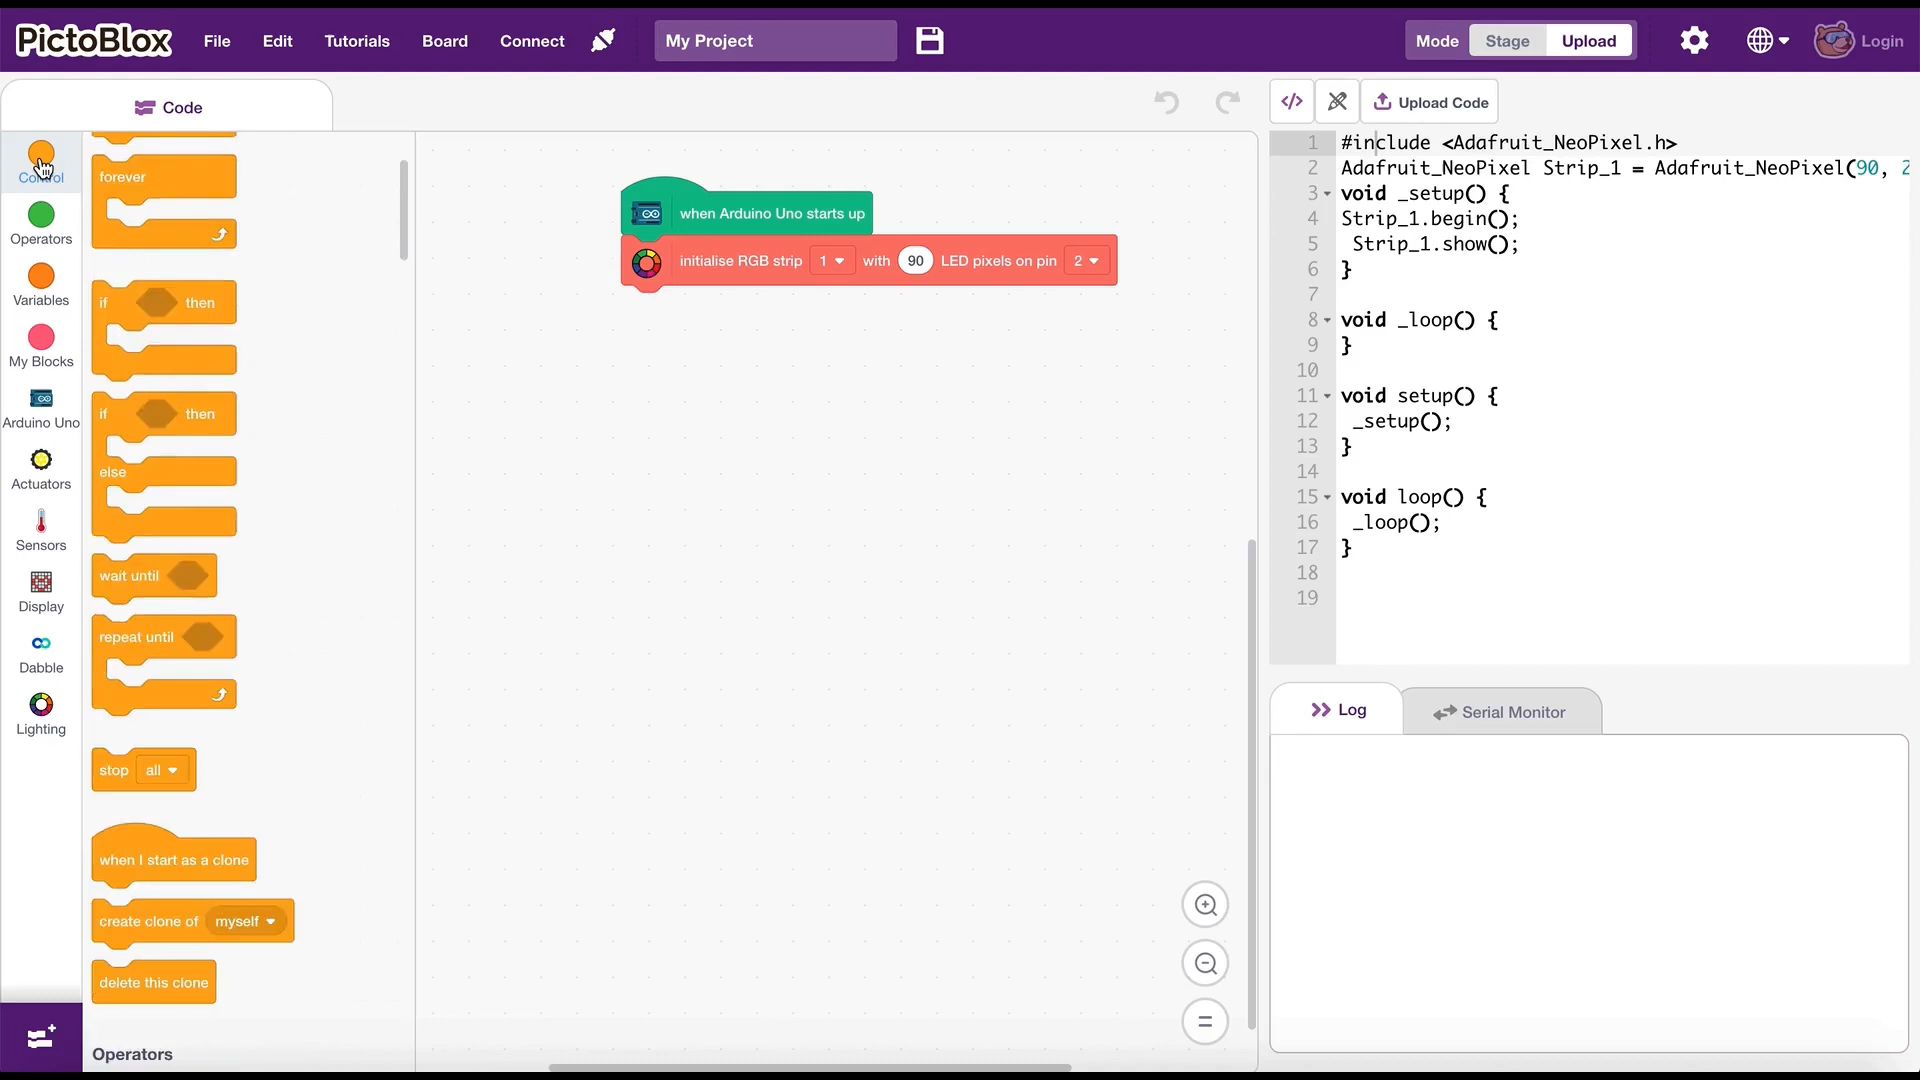 PictoBlox File Edit Tutorials Board Connect My Project Mode Stage Upload Login
Code
Upload Code
Control
Operators
Variables
My Blocks
Arduino Uno
Actuators
Sensors
Display
Dabble
Lighting
forever
if then
if then
else
wait until
repeat until
stop all
when I start as a clone
create clone of myself
delete this clone
Operators
when Arduino Uno starts up
initialise RGB strip 1 with 90 LED pixels on pin 2
1 #include <Adafruit_NeoPixel.h>
2 Adafruit_NeoPixel Strip_1 = Adafruit_NeoPixel(90, 2
3 void _setup() {
4 Strip_1.begin();
5 Strip_1.show();
6 }
7
8 void _loop() {
9 }
10
11 void setup() {
12 _setup();
13 }
14
15 void loop() {
16 _loop();
17 }
18
19
Log
Serial Monitor